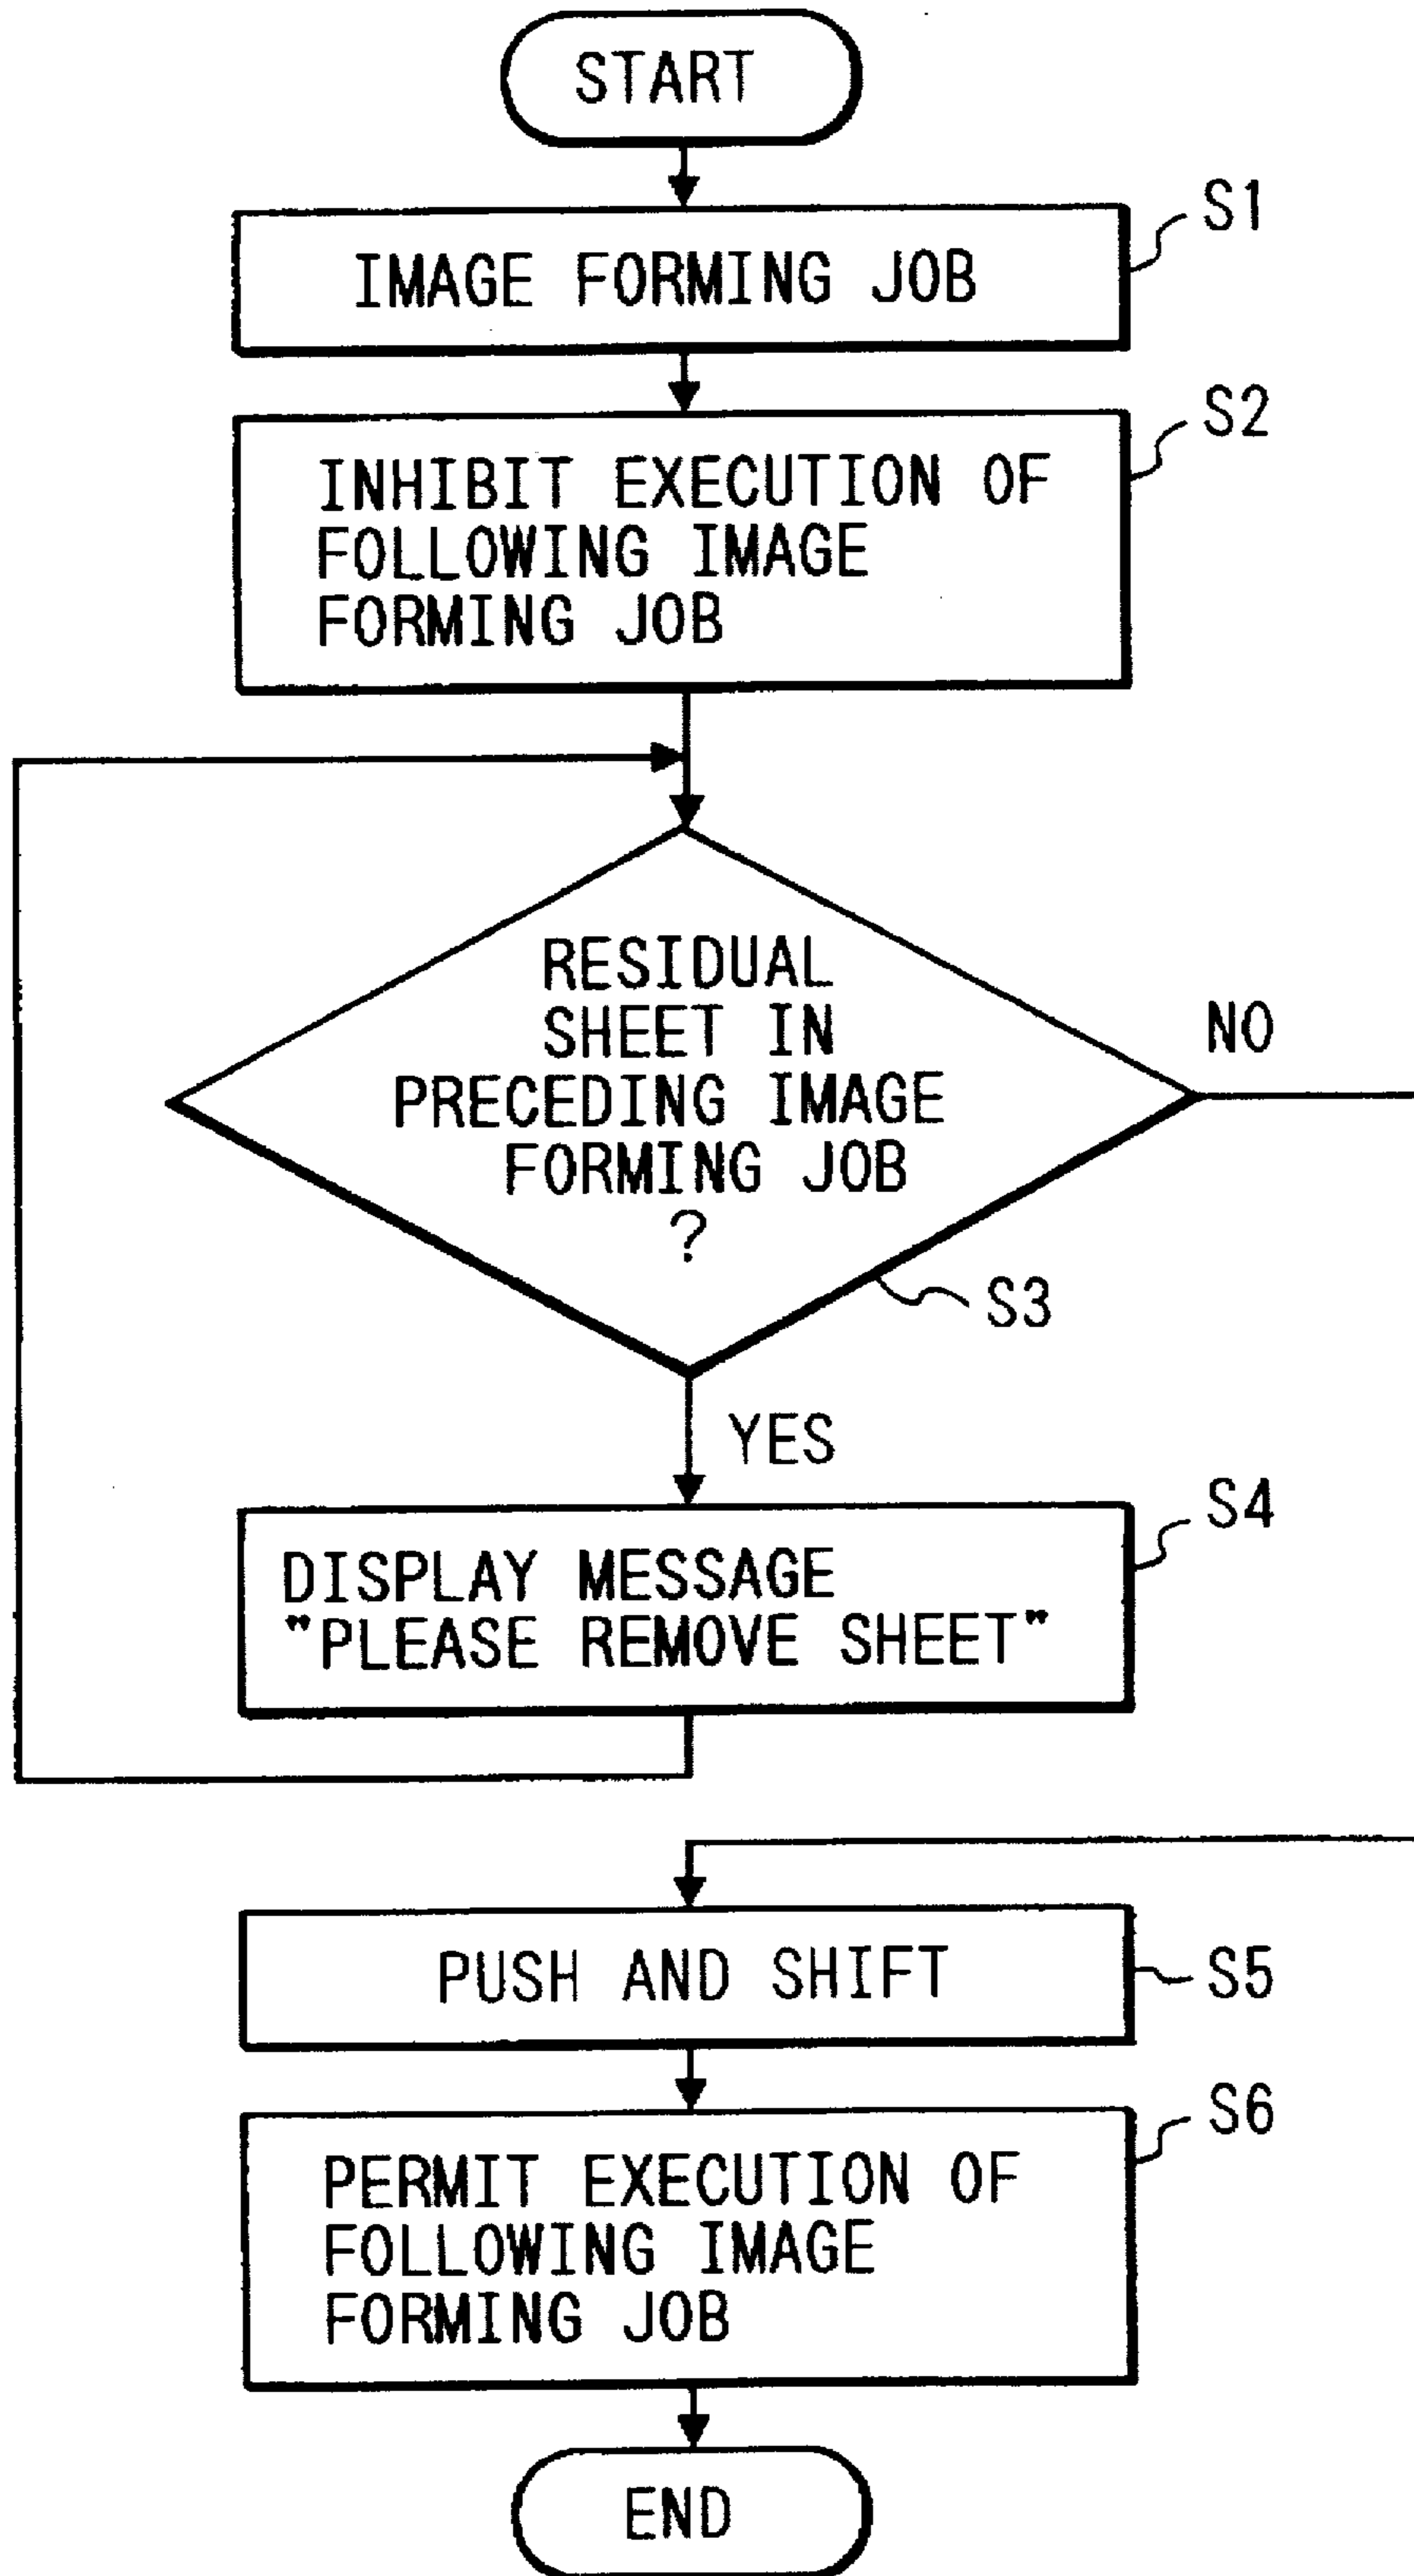 START
S1
IMAGE FORMING JOB
S2
INHIBIT EXECUTION OF
FOLLOWING IMAGE
FORMING JOB
RESIDUAL
SHEET IN
PRECEDING IMAGE
FORMING JOB
?
NO
S3
YES
S4
DISPLAY MESSAGE
"PLEASE REMOVE SHEET"
PUSH AND SHIFT
S5
S6
PERMIT EXECUTION OF
FOLLOWING IMAGE
FORMING JOB
END